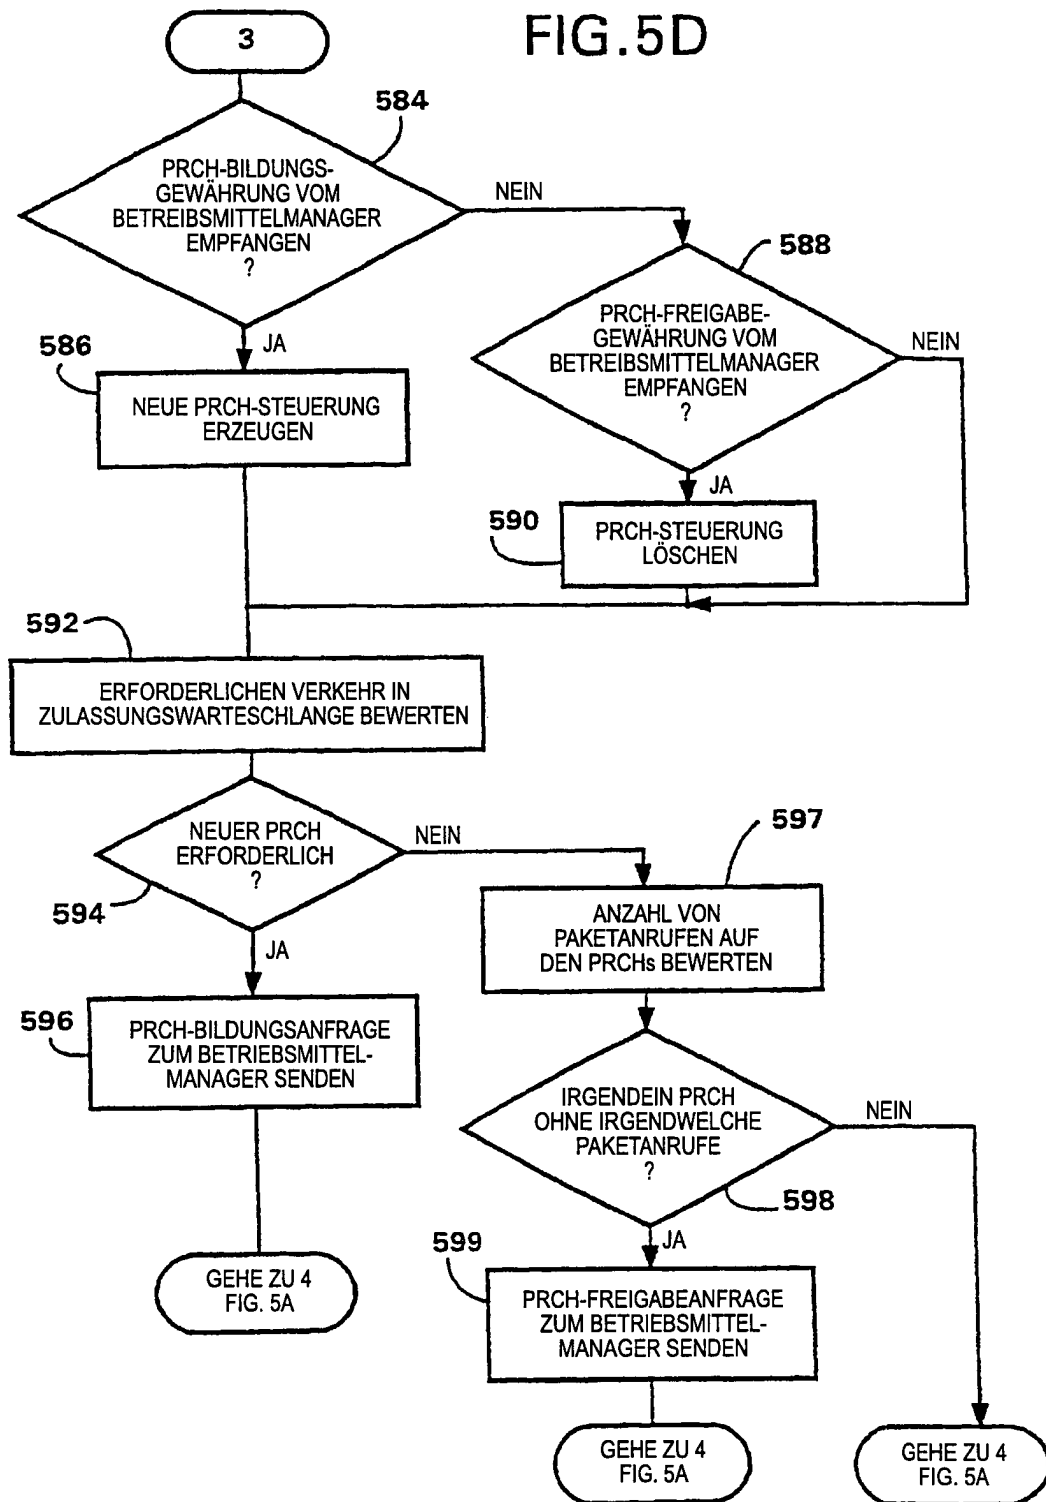 FIG.5D
3
584
PRCH-BILDUNGS-
GEWÄHRUNG VOM
BETREIBSMITTELMANAGER
EMPFANGEN
?
NEIN
JA
588
PRCH-FREIGABE-
GEWÄHRUNG VOM
BETREIBSMITTELMANAGER
EMPFANGEN
?
NEIN
JA
586
NEUE PRCH-STEUERUNG
ERZEUGEN
590
PRCH-STEUERUNG
LÖSCHEN
592
ERFORDERLICHEN VERKEHR IN
ZULASSUNGSWARTESCHLANGE BEWERTEN
NEUER PRCH
ERFORDERLICH
?
NEIN
594
JA
597
ANZAHL VON
PAKETANRUFEN AUF
DEN PRCHs BEWERTEN
596
PRCH-BILDUNGSANFRAGE
ZUM BETRIEBSMITTEL-
MANAGER SENDEN
IRGENDEIN PRCH
OHNE IRGENDWELCHE
PAKETANRUFE
?
NEIN
598
JA
599
PRCH-FREIGABEANFRAGE
ZUM BETRIEBSMITTEL-
MANAGER SENDEN
GEHE ZU 4
FIG. 5A
GEHE ZU 4
FIG. 5A
GEHE ZU 4
FIG. 5A